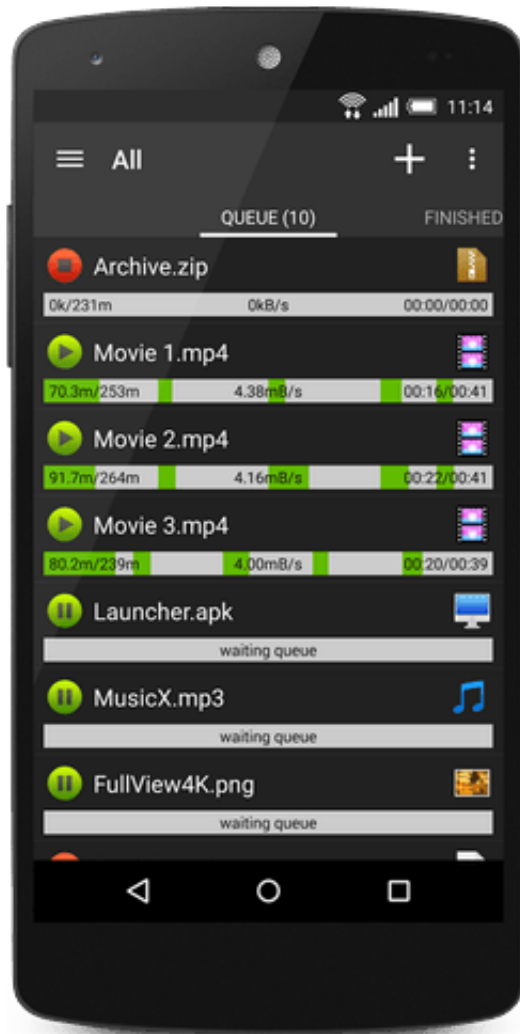 11:14
All
QUEUE (10) FINISHED
Archive.zip
0k/231m 0kB/s 00:00/00:00
Movie 1.mp4
70.3m/253m 4.38mB/s 00:16/00:41
Movie 2.mp4
91.7m/264m 4.16mB/s 00:22/00:41
Movie 3.mp4
80.2m/239m 4.00mB/s 00:20/00:39
Launcher.apk
waiting queue
MusicX.mp3
waiting queue
FullView4K.png
waiting queue